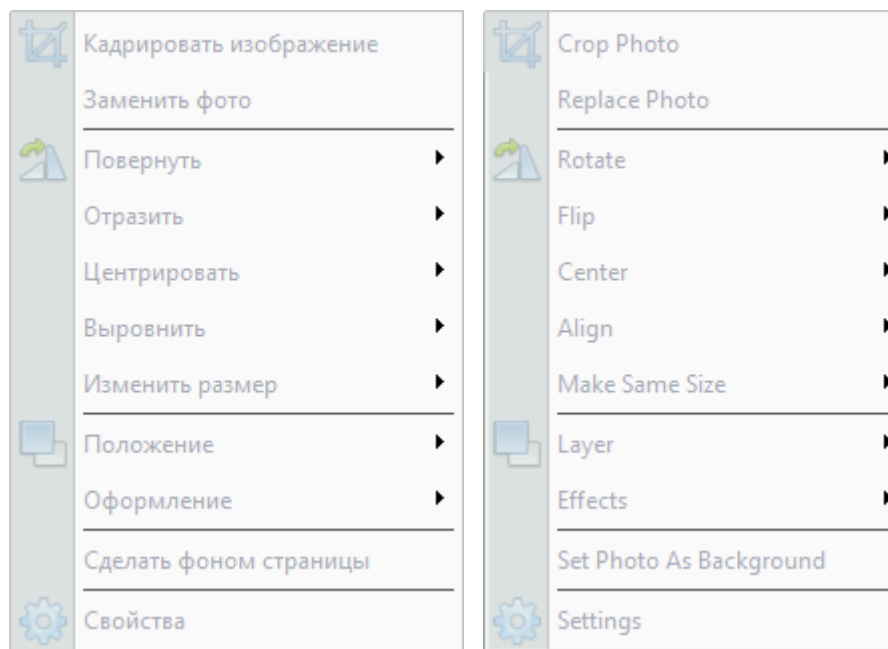 Кадрировать изображение
Заменить фото
Повернуть
Отразить
Центрировать
Выровнить
Изменить размер
Положение
Оформление
Сделать фоном страницы
Свойства
Crop Photo
Replace Photo
Rotate
Flip
Center
Align
Make Same Size
Layer
Effects
Set Photo As Background
Settings